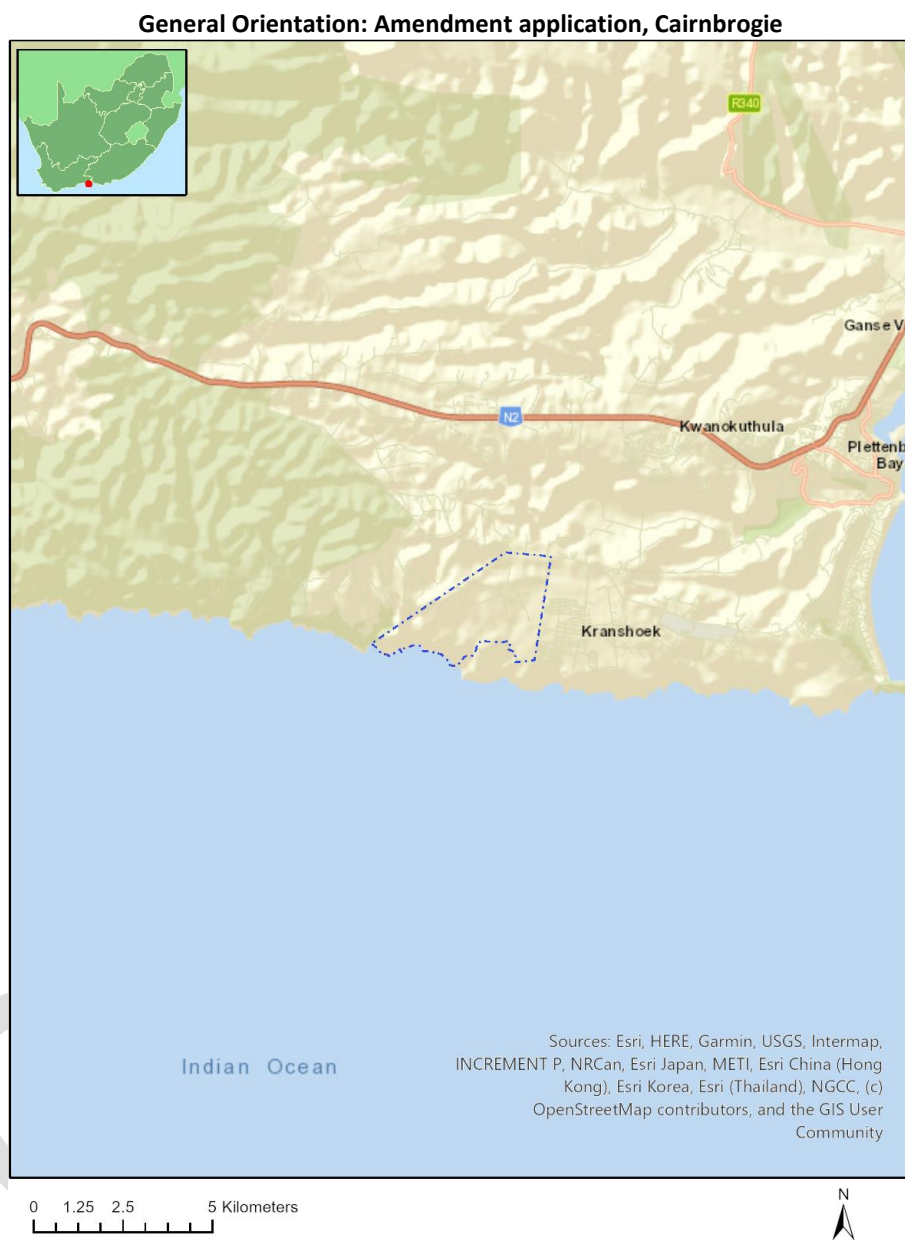 General Orientation: Amendment application, Cairnbrogie
R340
Ganse V
N2
Kwanokuthula
Plettenb
Bay
Kranshoek
Indian Ocean
Sources: Esri, HERE, Garmin, USGS, Intermap,
INCREMENT P, NRCan, Esri Japan, METI, Esri China (Hong
Kong), Esri Korea, Esri (Thailand), NGCC, (c)
OpenStreetMap contributors, and the GIS User
Community
0 1.25 2.5 5 Kilometers
N